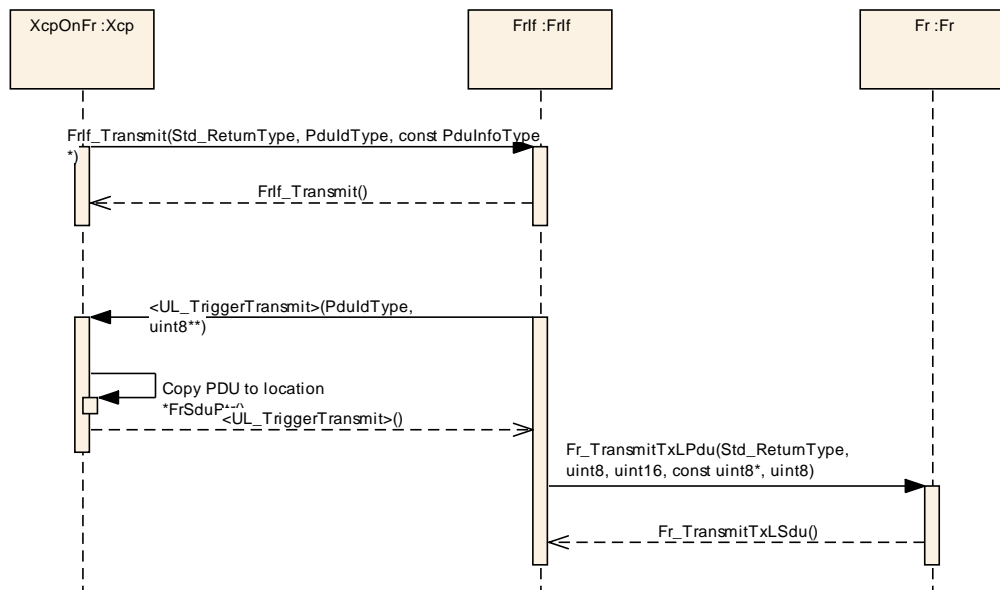 XcpOnFr :Xcp
FrIf :FrIf
Fr :Fr
FrIf_Transmit(Std_ReturnType, PduIdType, const PduInfoType
*)
FrIf_Transmit()
<UL_TriggerTransmit>(PduIdType,
uint8**)
Copy PDU to location
*FrSduPtr()
<UL_TriggerTransmit>()
Fr_TransmitTxLPdu(Std_ReturnType,
uint8, uint16, const uint8*, uint8)
Fr_TransmitTxLSdu()